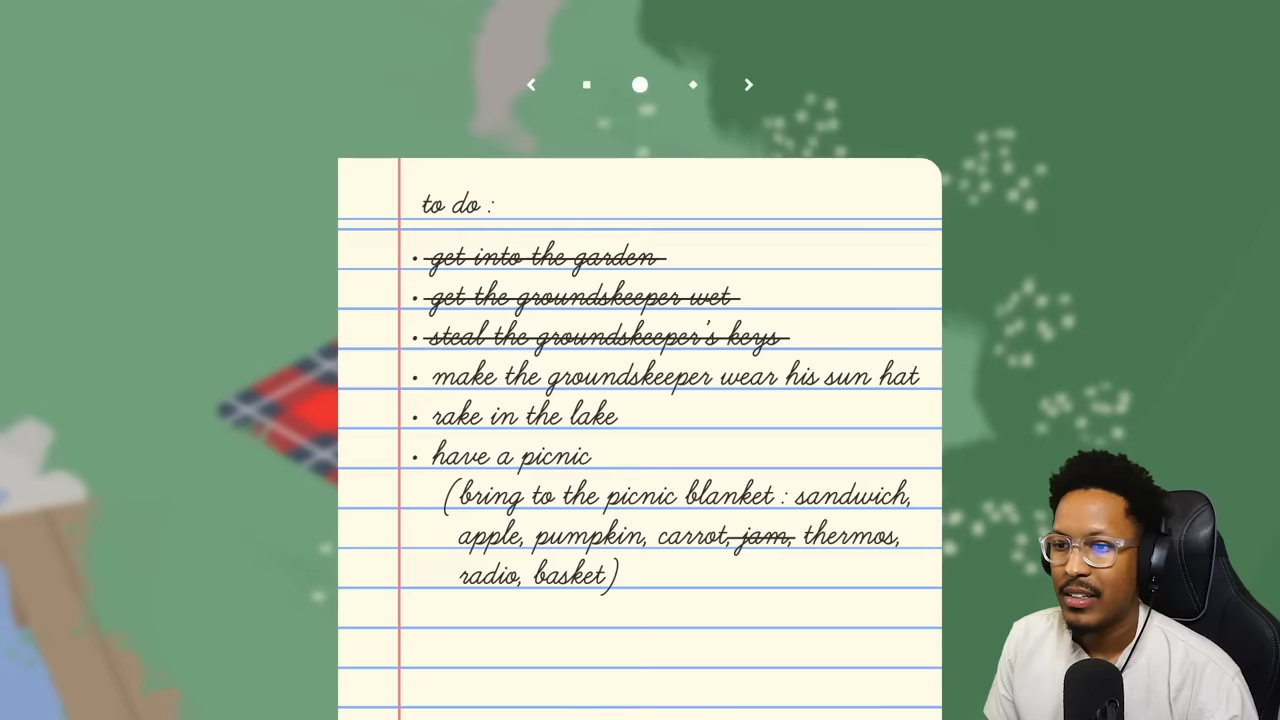 to do :
• get into the garden
• get the groundskeeper wet
• steal the groundskeeper's keys
• make the groundskeeper wear his sun hat
• rake in the lake
• have a picnic
(bring to the picnic blanket : sandwich,
apple, pumpkin, carrot, jam, thermos,
radio, basket)